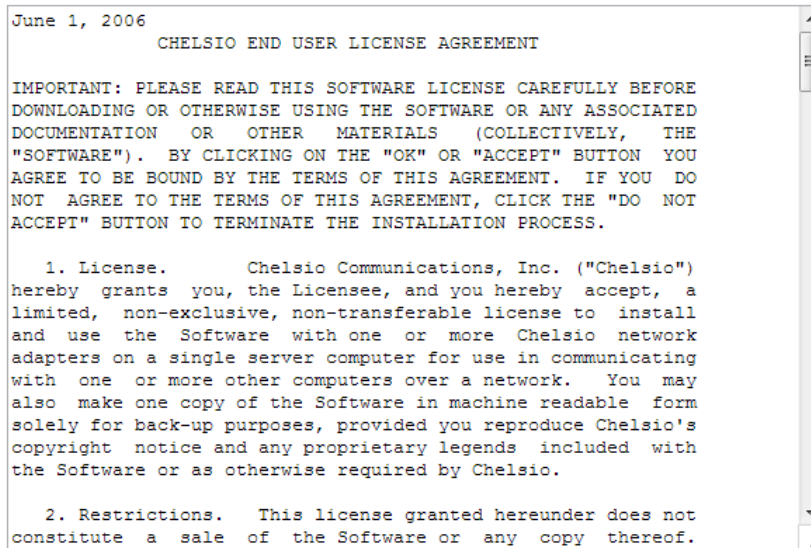 June 1, 2006
CHELSIO END USER LICENSE AGREEMENT
IMPORTANT: PLEASE READ THIS SOFTWARE LICENSE CAREFULLY BEFORE
DOWNLOADING OR OTHERWISE USING THE SOFTWARE OR ANY ASSOCIATED
DOCUMENTATION OR OTHER MATERIALS (COLLECTIVELY, THE
"SOFTWARE"). BY CLICKING ON THE "OK" OR "ACCEPT" BUTTON YOU
AGREE TO BE BOUND BY THE TERMS OF THIS AGREEMENT. IF YOU DO
NOT AGREE TO THE TERMS OF THIS AGREEMENT, CLICK THE "DO NOT
ACCEPT" BUTTON TO TERMINATE THE INSTALLATION PROCESS.
1. License. Chelsio Communications, Inc. ("Chelsio")
hereby grants you, the Licensee, and you hereby accept, a
limited, non-exclusive, non-transferable license to install
and use the Software with one or more Chelsio network
adapters on a single server computer for use in communicating
with one or more other computers over a network. You may
also make one copy of the Software in machine readable form
solely for back-up purposes, provided you reproduce Chelsio's
copyright notice and any proprietary legends included with
the Software or as otherwise required by Chelsio.
2. Restrictions. This license granted hereunder does not
constitute a sale of the Software or any copy thereof.